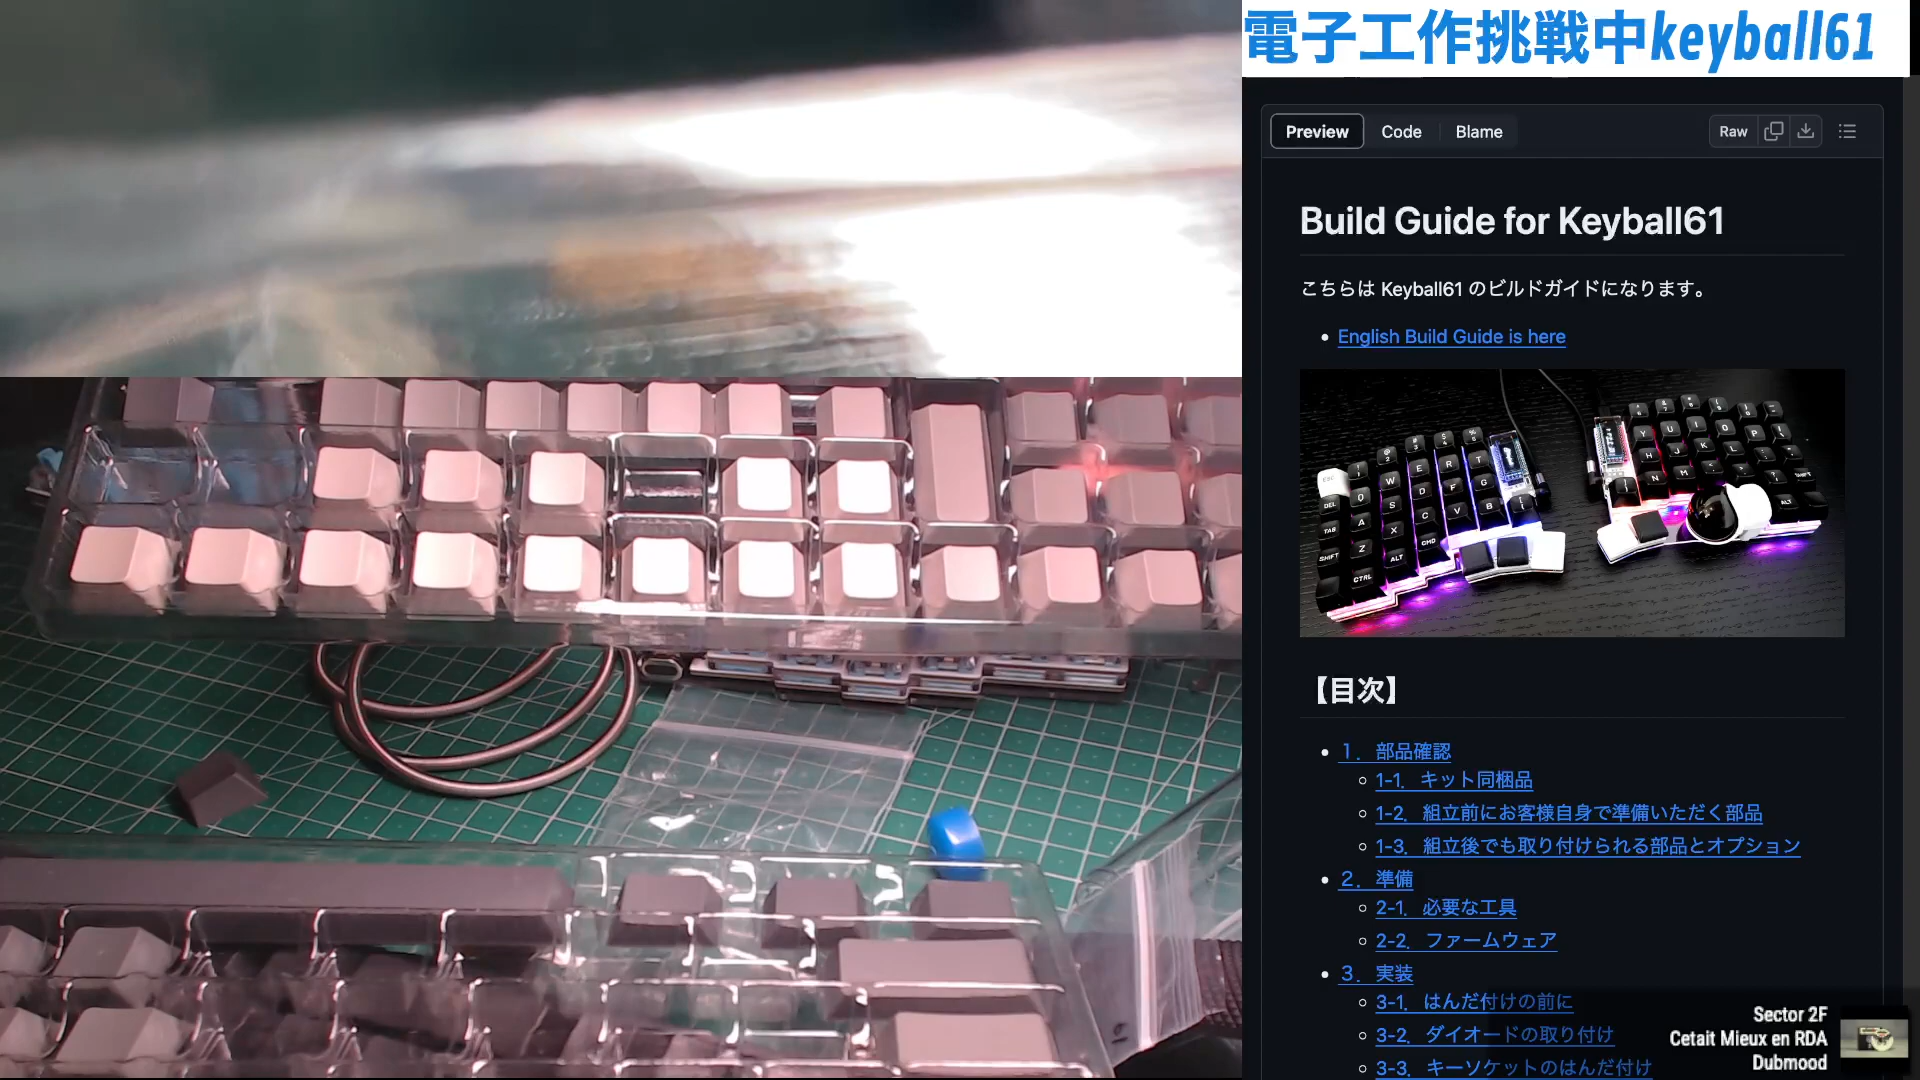 電子工作挑戦中keyball61
Preview
Code
Blame
Raw
Build Guide for Keyball61
こちらは Keyball61 のビルドガイドになります。
English Build Guide is here
【目次】
1． 部品確認
1-1． キット同梱品
1-2． 組立前にお客様自身で準備いただく部品
1-3． 組立後でも取り付けられる部品とオプション
2． 準備
2-1． 必要な工具
2-2． ファームウェア
3． 実装
3-1． はんだ付けの前に
3-2． ダイオードの取り付け
3-3． キーソケットのはんだ付け
Sector 2F
Cetait Mieux en RDA
Dubmood